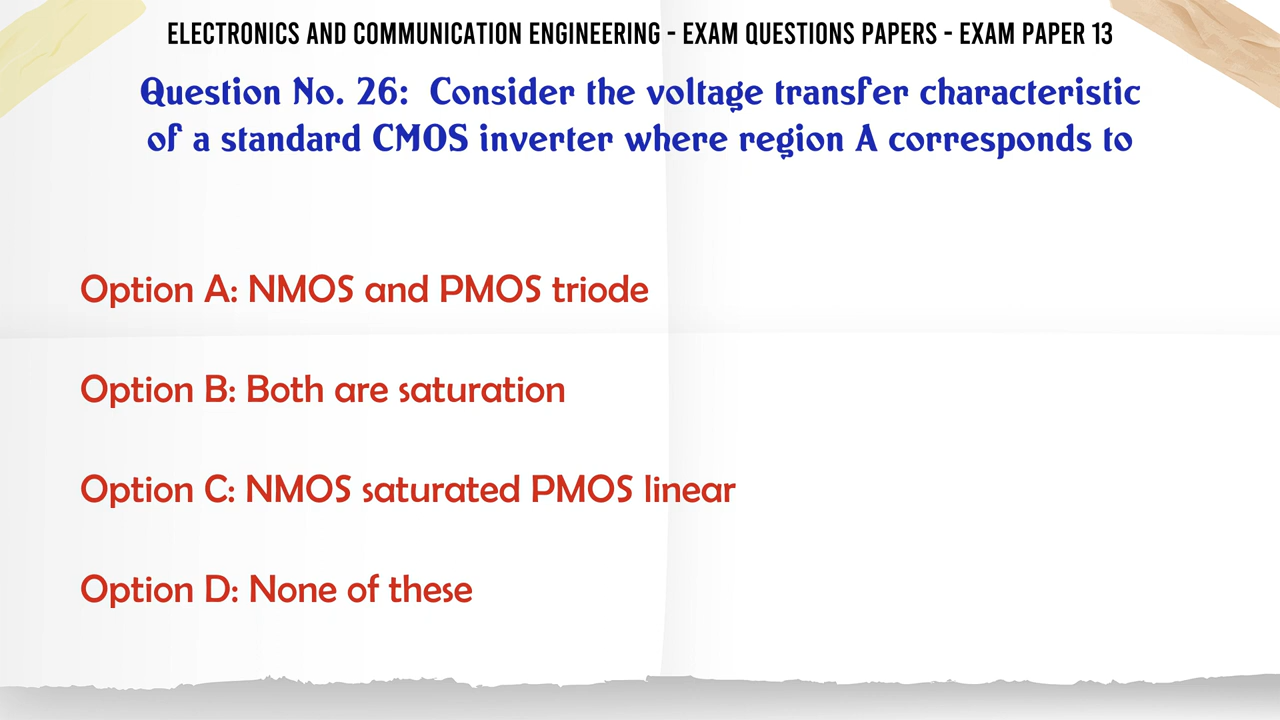 ELECTRONICS AND COMMUNICATION ENGINEERING - EXAM QUESTIONS PAPERS - EXAM PAPER 13
Question No. 26: Consider the voltage transfer characteristic
of a standard CMOS inverter where region A corresponds to
Option A: NMOS and PMOS triode
Option B: Both are saturation
Option C: NMOS saturated PMOS linear
Option D: None of these